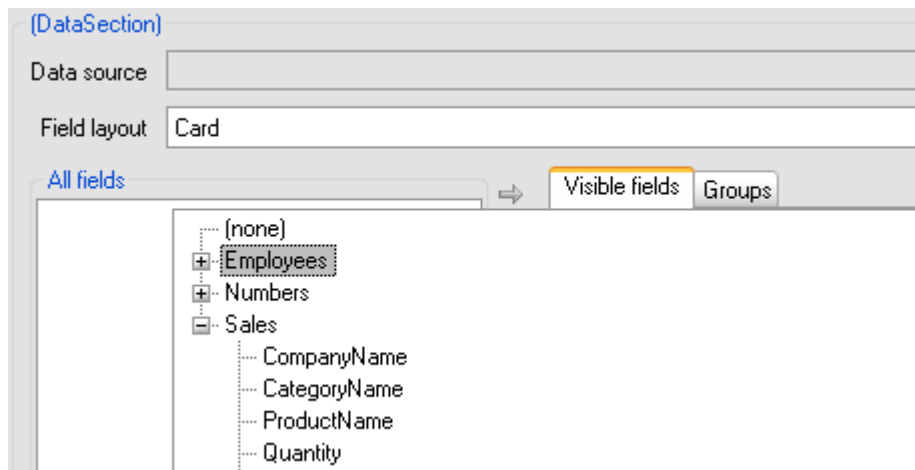 (DataSection)
Data source
Field layout Card
All fields
Visible fields Groups
(none)
Employees
Numbers
Sales
CompanyName
CategoryName
ProductName
Quantity